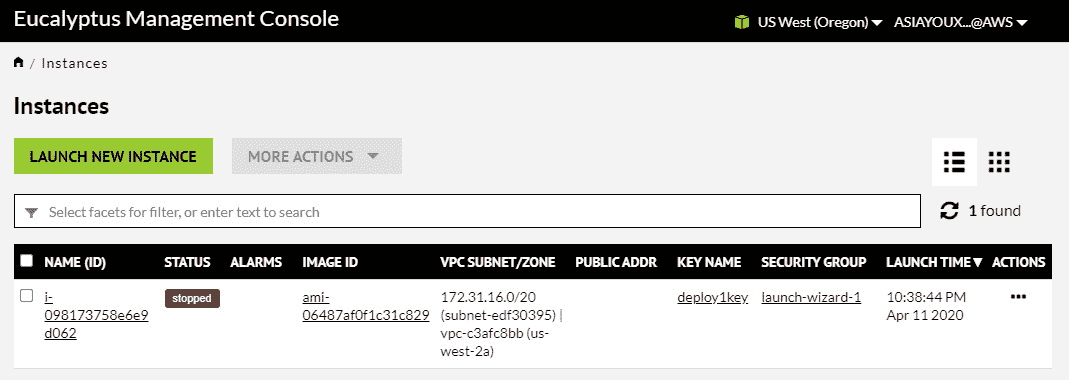 Eucalyptus Management Console
US West (Oregon) ASIAYOUX...@AWS
/ Instances
Instances
LAUNCH NEW INSTANCE MORE ACTIONS
Select facets for filter, or enter text to search
1 found
NAME (ID) STATUS ALARMS IMAGE ID VPC SUBNET/ZONE PUBLIC ADDR KEY NAME SECURITY GROUP LAUNCH TIME ACTIONS
i- stopped ami- 172.31.16.0/20 deploy1key launch-wizard-1 10:38:44 PM
098173758e6e9 06487af0f1c31c829 (subnet-edf30395) | Apr 11 2020
d062 vpc-c3afc8bb (us-
west-2a)